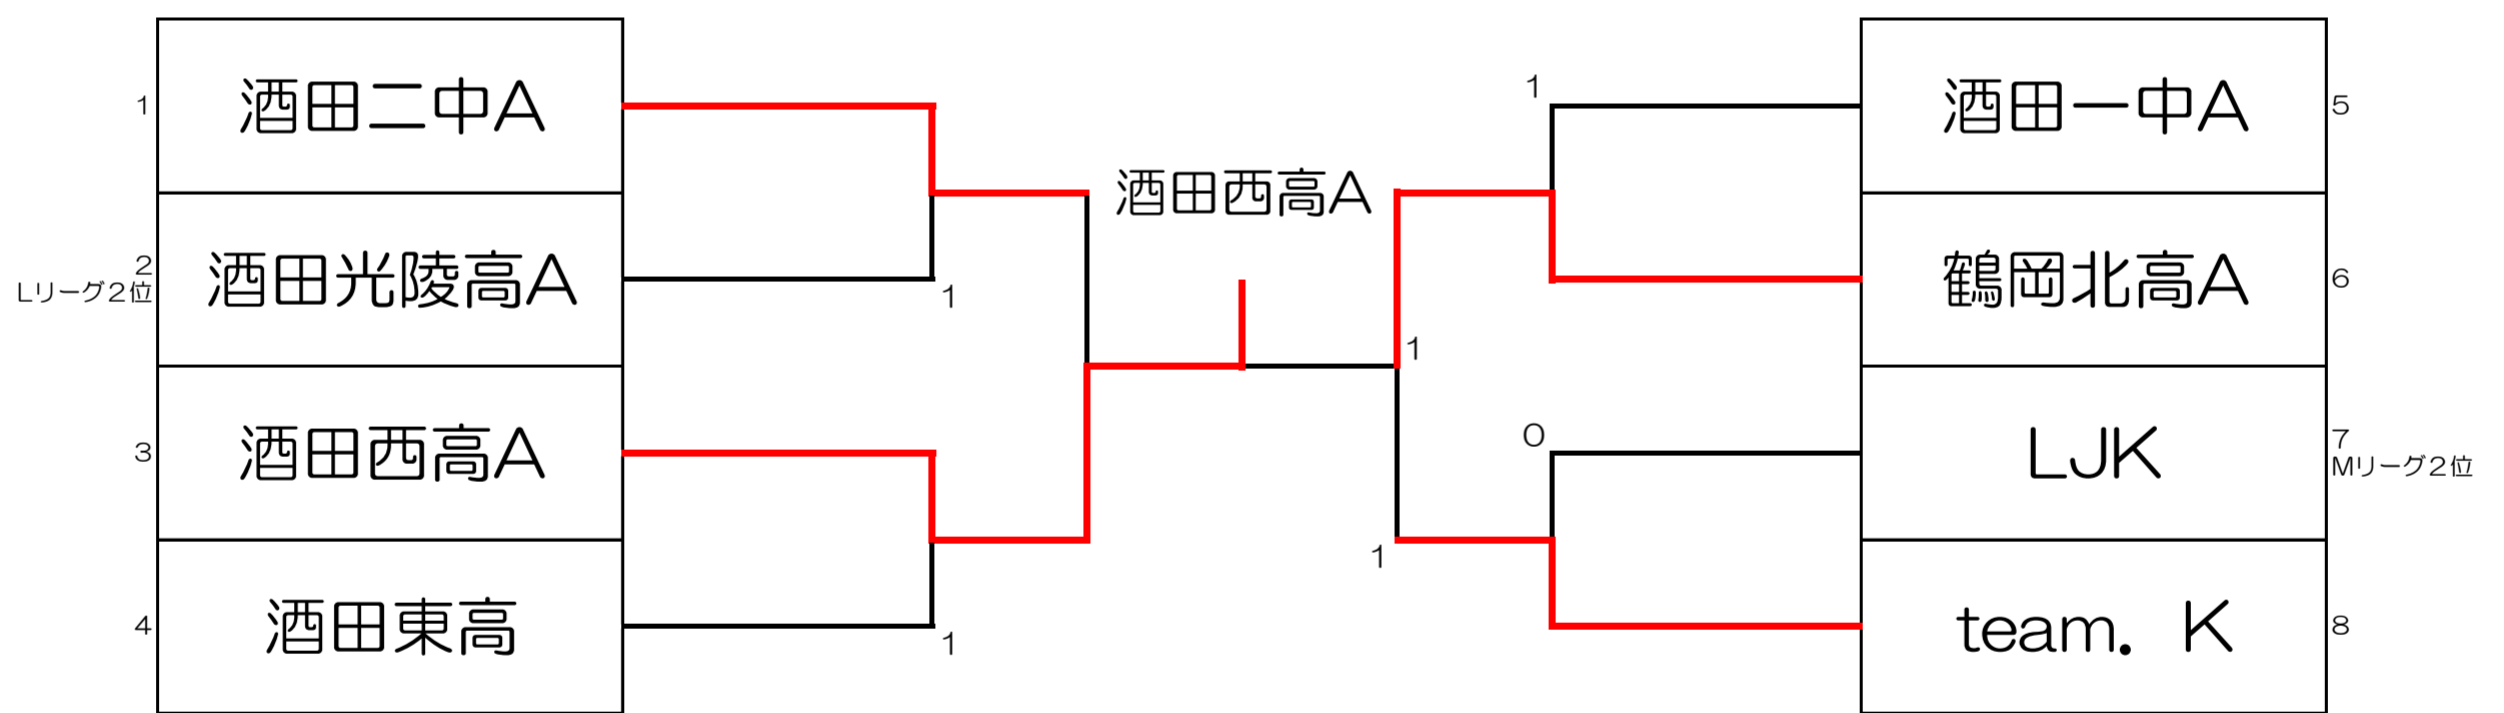 1
酒田二中A
2
Lリーグ2位
酒田光陵高A
3
酒田西高A
4
酒田東高
1
1
酒田西高A
1
1
0
1
酒田一中A
5
鶴岡北高A
6
LJK
7
Mリーグ2位
team. K
8